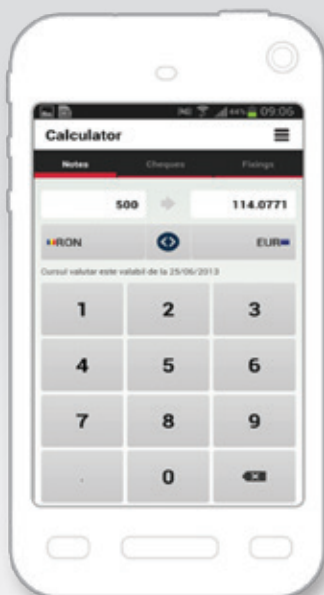 09:06
Calculator
Notes Cheques Fixings
500 114.0771
RON EUR
Cursul valutar este valabil de la 25/06/2013
1 2 3
4 5 6
7 8 9
. 0